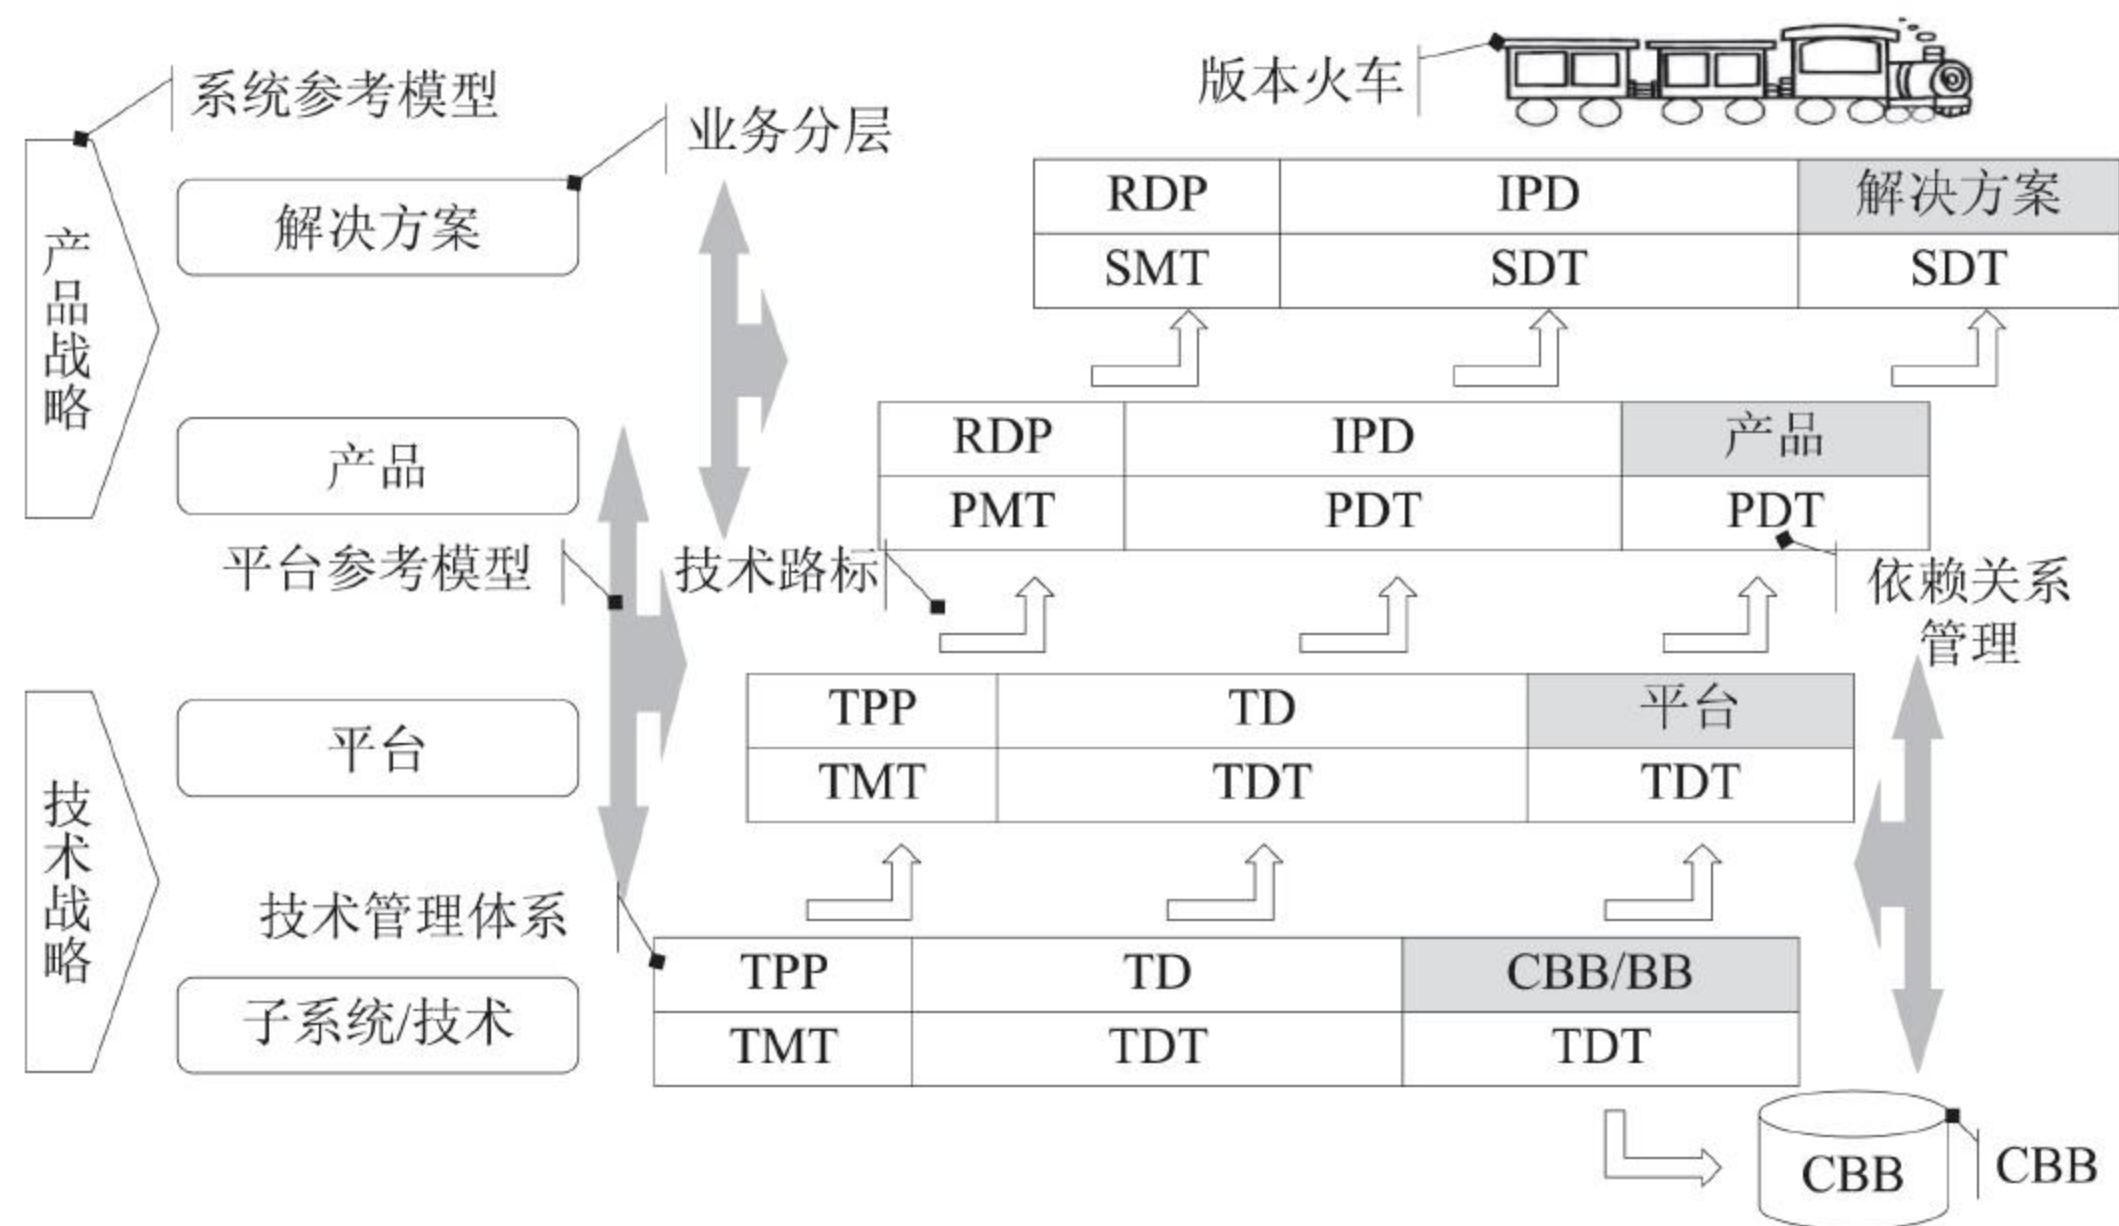 版本火车
系统参考模型
业务分层
产品战略
解决方案
RDP IPD 解决方案
SMT SDT SDT
产品
RDP IPD 产品
PMT PDT PDT
平台参考模型
技术路标
依赖关系
管理
技术战略
平台
TPP TD 平台
TMT TDT TDT
技术管理体系
子系统/技术
TPP TD CBB/BB
TMT TDT TDT
CBB
CBB